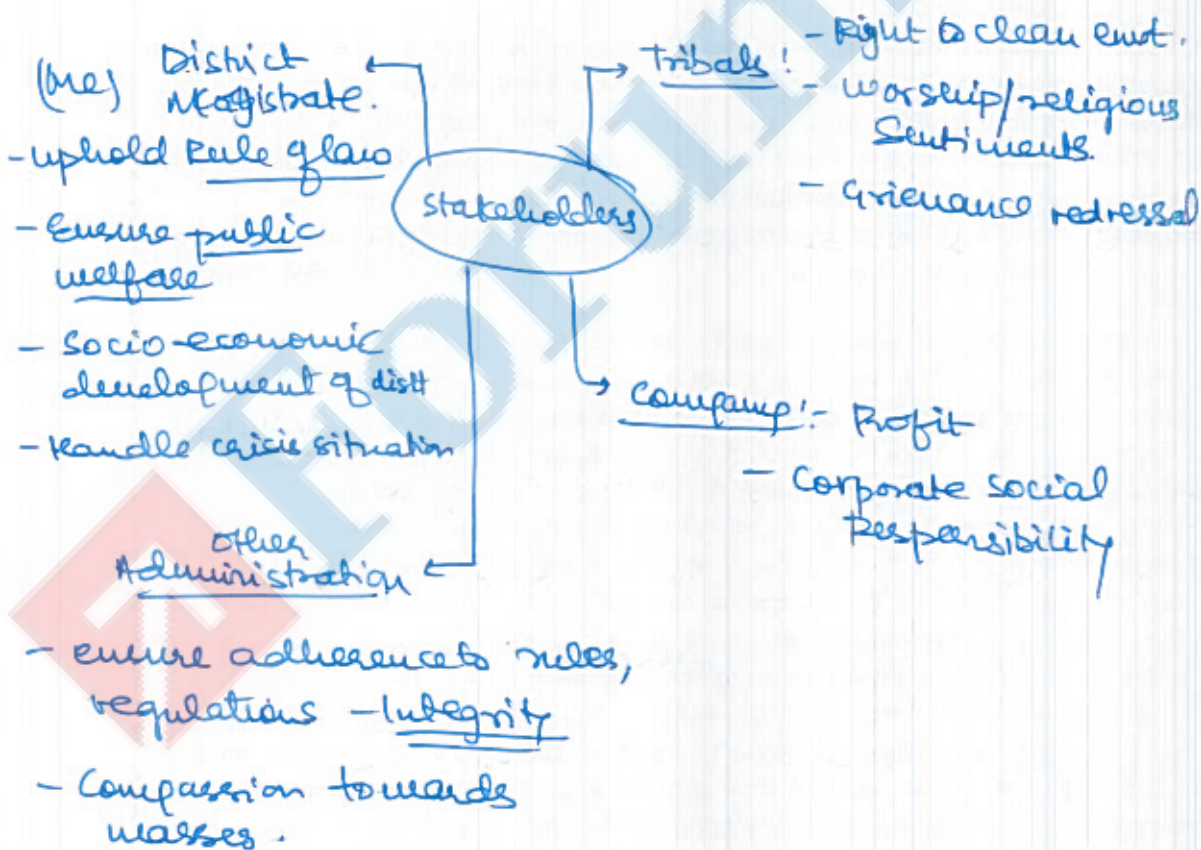 stakeholders
(me) District
Magistrate.
- uphold Rule of law
- Ensure public
welfare
- Socio-economic
development of distt
- Handle crisis situation
Tribals :
- Right to clean envt.
- worship/religious
Sentiments.
- Grievance redressal
Company :- Profit
- Corporate Social
Responsibility
Other
Administration
- ensure adherence to rules,
regulations - Integrity
- Compassion towards
masses.
Forum